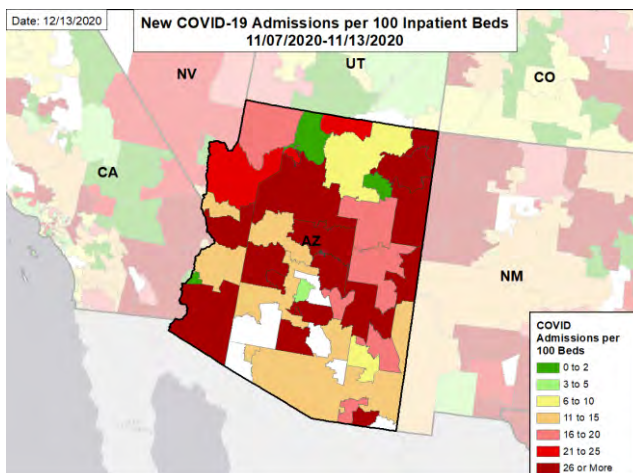 Date: 12/13/2020
New COVID-19 Admissions per 100 Inpatient Beds
11/07/2020-11/13/2020
NV
UT
CO
CA
AZ
NM
COVID
Admissions per
100 Beds
0 to 2
3 to 5
6 to 10
11 to 15
16 to 20
21 to 25
26 or More